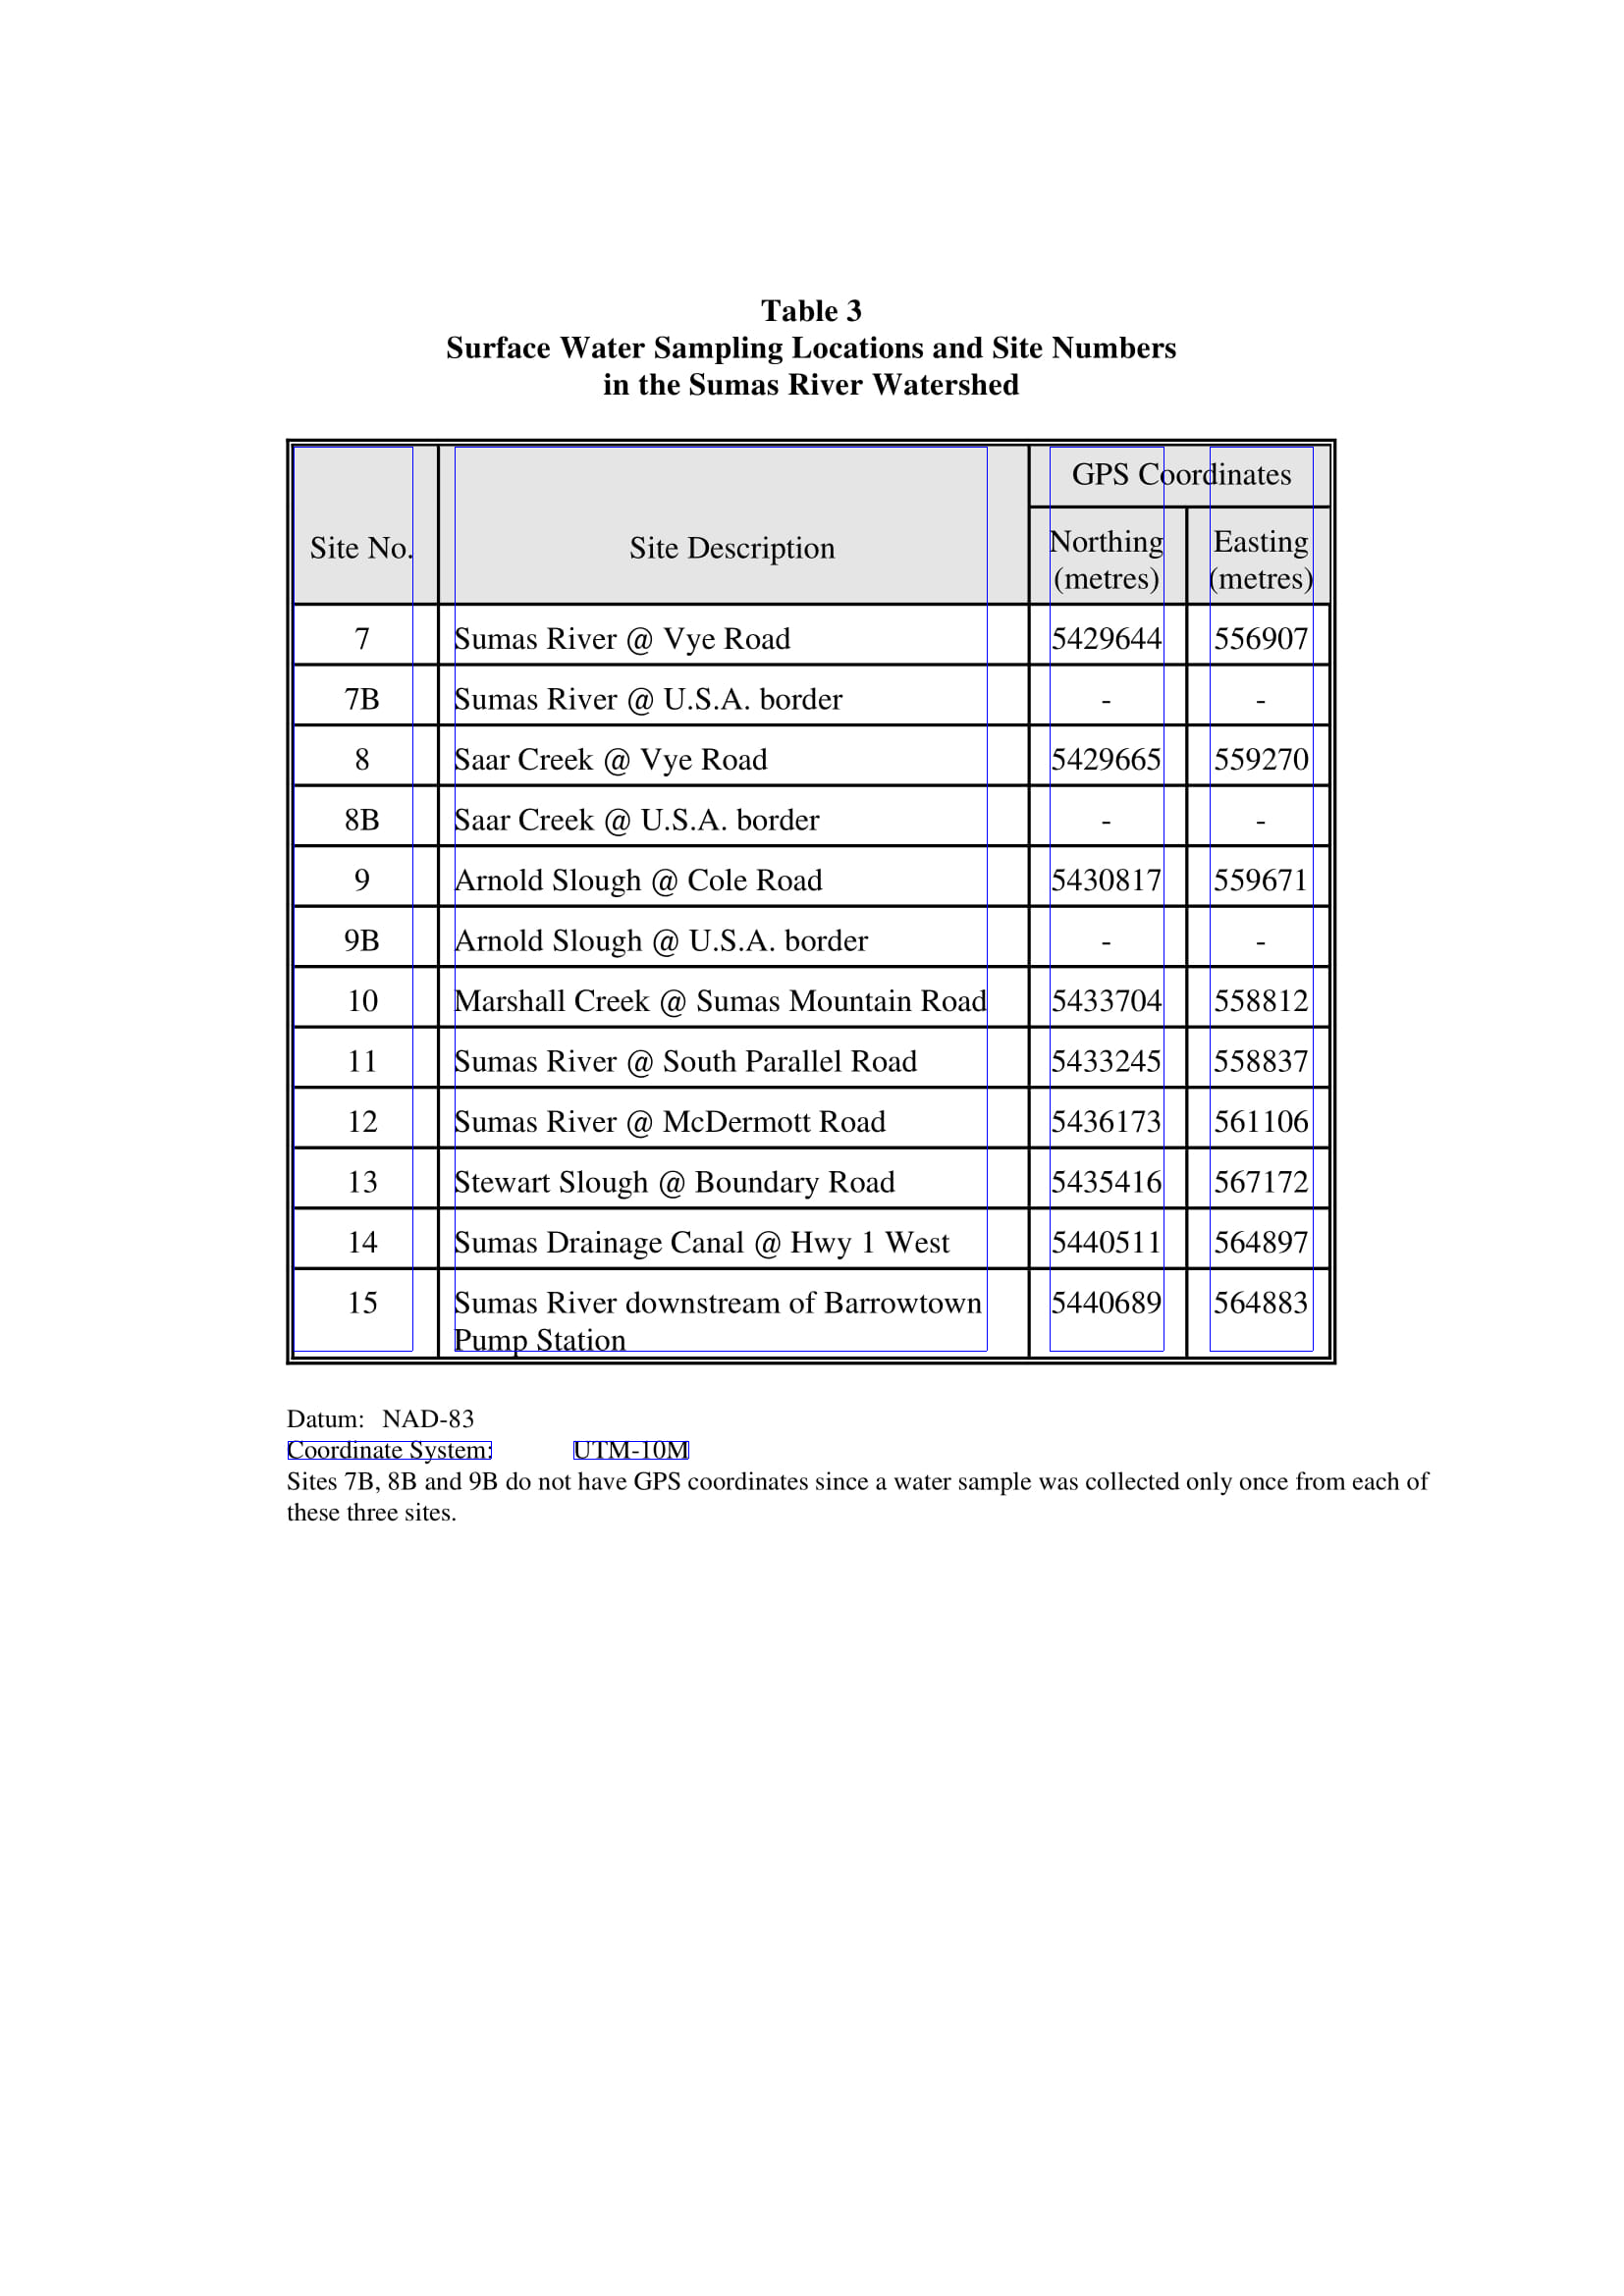 Table 3
Surface Water Sampling Locations and Site Numbers
in the Sumas River Watershed
Site No. Site Description GPS Coordinates
Northing (metres) Easting (metres)
7 Sumas River @ Vye Road 5429644 556907
7B Sumas River @ U.S.A. border - -
8 Saar Creek @ Vye Road 5429665 559270
8B Saar Creek @ U.S.A. border - -
9 Arnold Slough @ Cole Road 5430817 559671
9B Arnold Slough @ U.S.A. border - -
10 Marshall Creek @ Sumas Mountain Road 5433704 558812
11 Sumas River @ South Parallel Road 5433245 558837
12 Sumas River @ McDermott Road 5436173 561106
13 Stewart Slough @ Boundary Road 5435416 567172
14 Sumas Drainage Canal @ Hwy 1 West 5440511 564897
15 Sumas River downstream of Barrowtown 5440689 564883
Pump Station
Datum: NAD-83
Coordinate System: UTM-10M
Sites 7B, 8B and 9B do not have GPS coordinates since a water sample was collected only once from each of
these three sites.